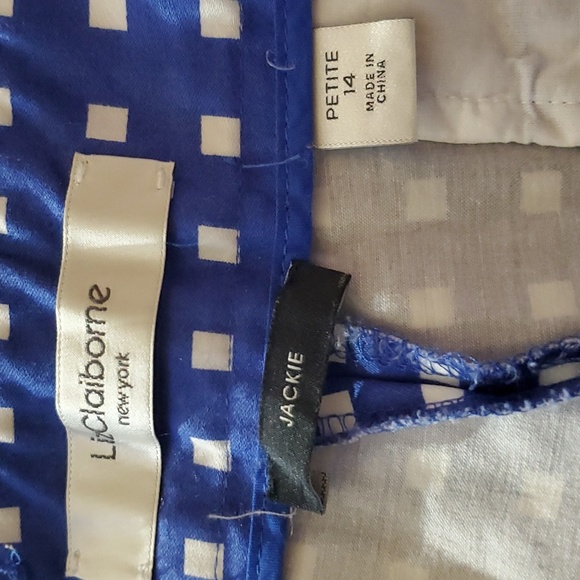 LizClaiborne
new york
PETITE
14
MADE IN
CHINA
JACKIE